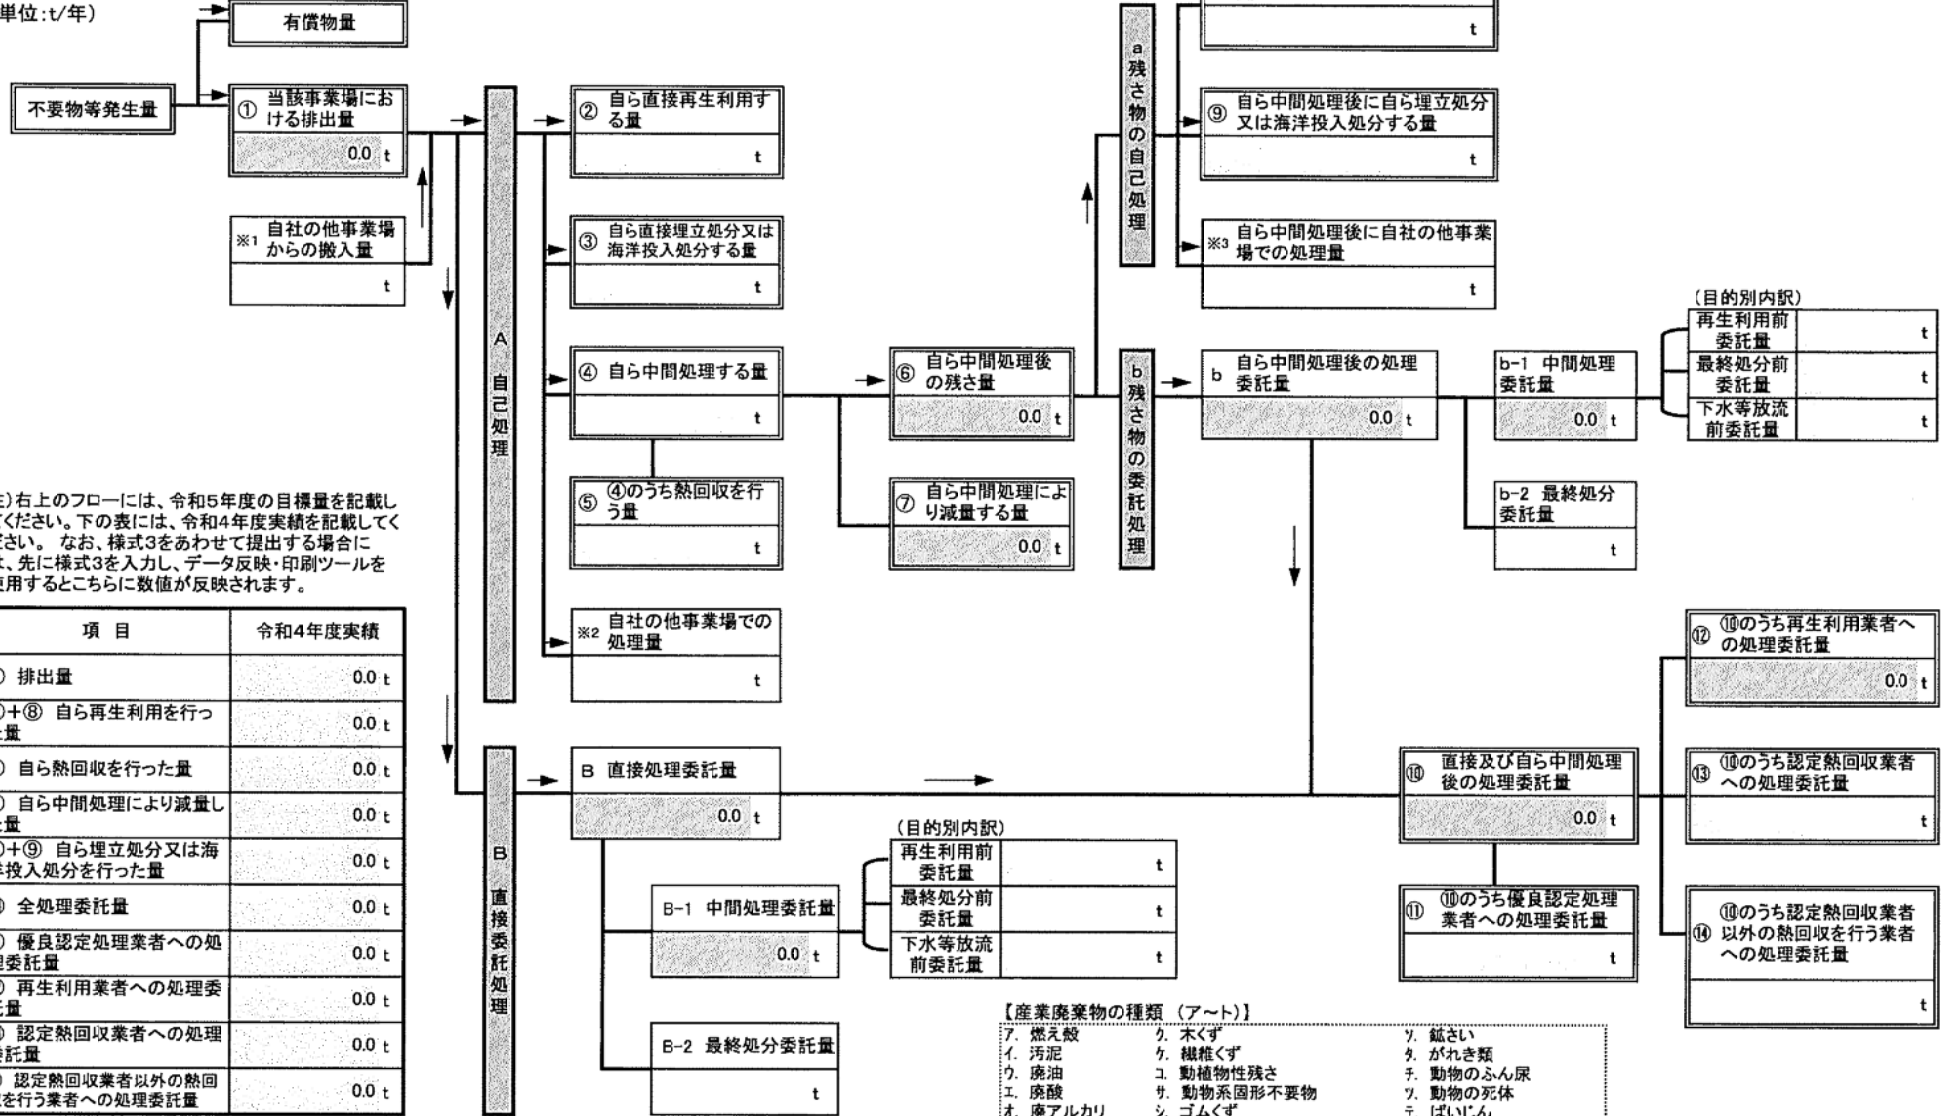 単位:t/年)
有償物量
不要物等発生量
① 当該事業場にお
ける排出量
0.0 t
※1 自社の他事業場
からの搬入量
t
A 自己処理
② 自ら直接再生利用す
る量
t
③ 自ら直接埋立処分又は
海洋投入処分する量
t
④ 自ら中間処理する量
t
⑤ ④のうち熱回収を行
う量
t
※2 自社の他事業場での
処理量
t
⑥ 自ら中間処理後
の残さ量
0.0 t
⑦ 自ら中間処理によ
り減量する量
0.0 t
a 残さ物の自己処理
t
⑨ 自ら中間処理後に自ら埋立処分
又は海洋投入処分する量
t
※3 自ら中間処理後に自社の他事業
場での処理量
t
b 残さ物の委託処理
b 自ら中間処理後の処理
委託量
0.0 t
b-1 中間処理
委託量
0.0 t
(目的別内訳)
再生利用前
委託量
t
最終処分前
委託量
t
下水等放流
前委託量
t
b-2 最終処分
委託量
t
)右上のフローには、令和5年度の目標量を記載し
ください。下の表には、令和4年度実績を記載してく
さい。 なお、様式3をあわせて提出する場合に
、先に様式3を入力し、データ反映・印刷ツールを
用するとこちらに数値が反映されます。
項 目 令和4年度実績
) 排出量 0.0 t
)+⑧ 自ら再生利用を行っ
量
0.0 t
) 自ら熱回収を行った量 0.0 t
) 自ら中間処理により減量し
量
0.0 t
)+⑨ 自ら埋立処分又は海
投入処分を行った量
0.0 t
) 全処理委託量 0.0 t
) 優良認定処理業者への処
委託量
0.0 t
) 再生利用業者への処理委
量
0.0 t
) 認定熱回収業者への処理
託量
0.0 t
) 認定熱回収業者以外の熱回
を行う業者への処理委託量
0.0 t
B 直接委託処理
B 直接処理委託量
0.0 t
B-1 中間処理委託量
0.0 t
(目的別内訳)
再生利用前
委託量
t
最終処分前
委託量
t
下水等放流
前委託量
t
B-2 最終処分委託量
t
⑩ 直接及び自ら中間処理
後の処理委託量
0.0 t
⑪ ⑩のうち優良認定処理
業者への処理委託量
t
⑫ ⑩のうち再生利用業者へ
の処理委託量
0.0 t
⑬ ⑩のうち認定熱回収業者
への処理委託量
t
⑭ ⑩のうち認定熱回収業者
以外の熱回収を行う業者
への処理委託量
t
【産業廃棄物の種類 (ア~ト)】
ア. 燃え殻 ク. 木くず ソ. 鉱さい
イ. 汚泥 ケ. 繊維くず タ. がれき類
ウ. 廃油 コ. 動植物性残さ チ. 動物のふん尿
エ. 廃酸 サ. 動物系固形不要物 ツ. 動物の死体
オ. 廃アルカリ シ. ゴムくず テ. ばいじん